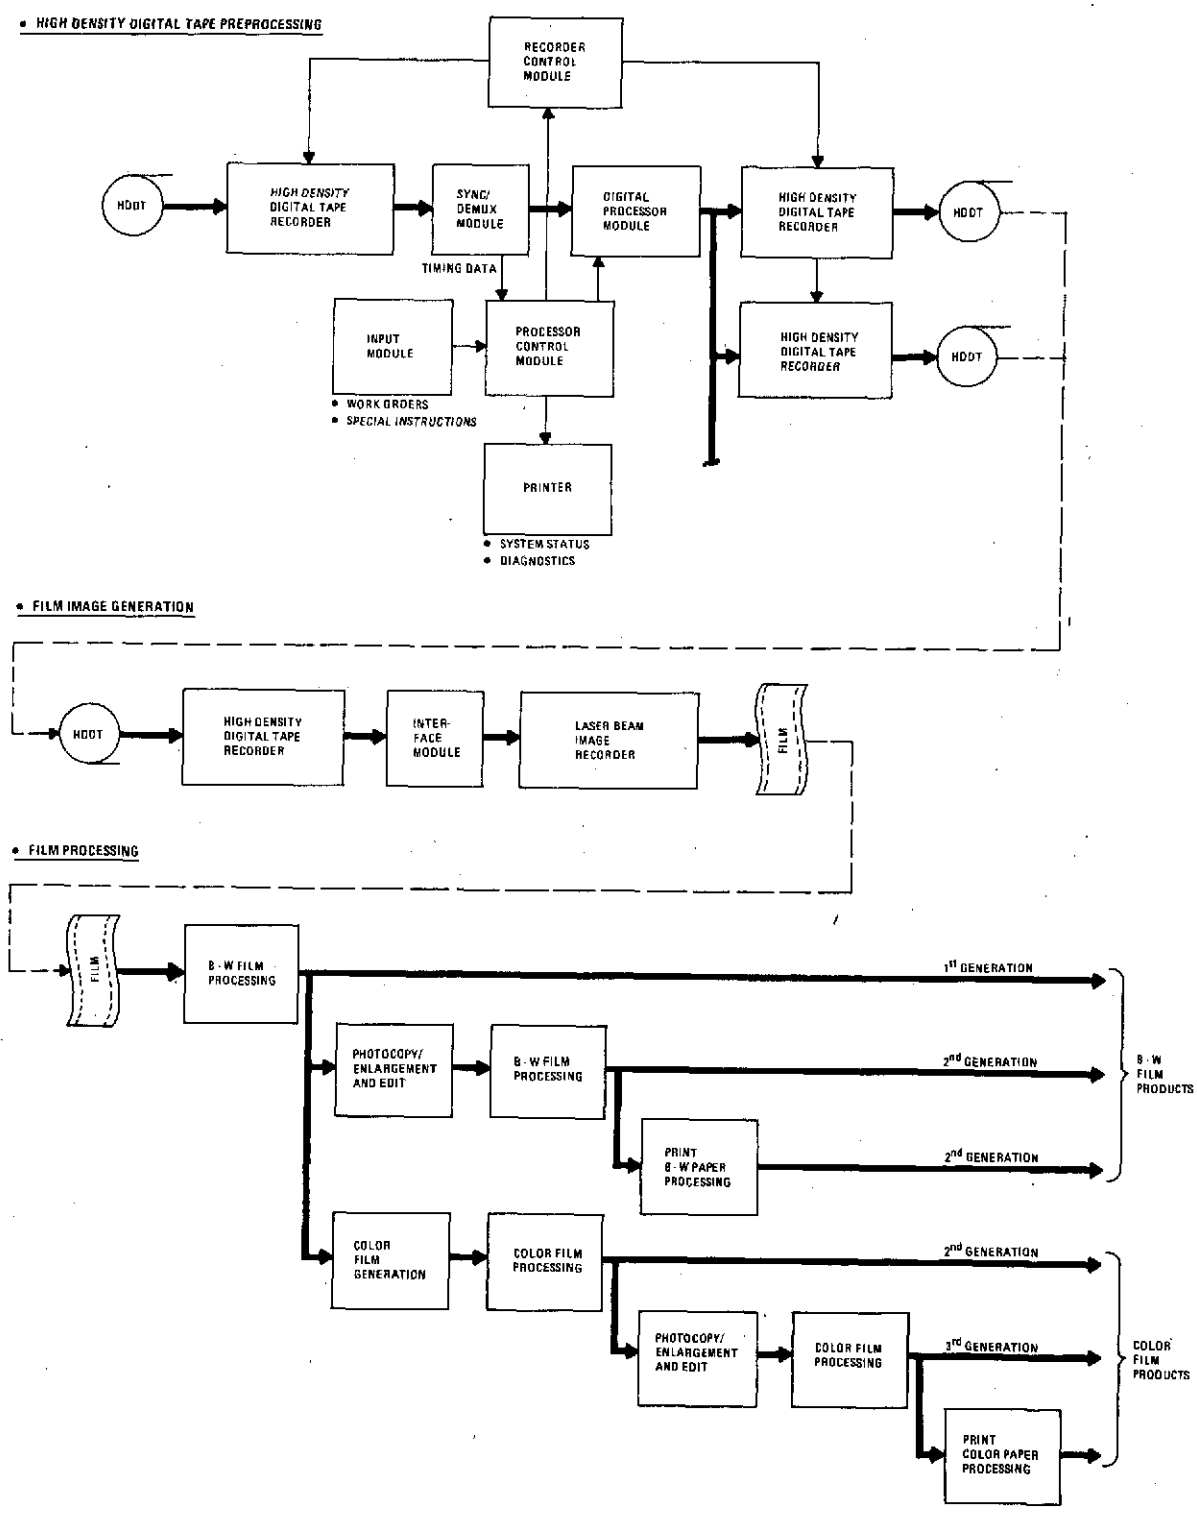 • HIGH DENSITY DIGITAL TAPE PREPROCESSING
RECORDER
CONTROL
MODULE
HDDT
HIGH DENSITY
DIGITAL TAPE
RECORDER
SYNC/
DEMUX
MODULE
DIGITAL
PROCESSOR
MODULE
HIGH DENSITY
DIGITAL TAPE
RECORDER
HDDT
TIMING DATA
INPUT
MODULE
PROCESSOR
CONTROL
MODULE
HIGH DENSITY
DIGITAL TAPE
RECORDER
HDDT
• WORK ORDERS
• SPECIAL INSTRUCTIONS
PRINTER
• SYSTEM STATUS
• DIAGNOSTICS
• FILM IMAGE GENERATION
HDDT
HIGH DENSITY
DIGITAL TAPE
RECORDER
INTER-
FACE
MODULE
LASER BEAM
IMAGE
RECORDER
FILM
• FILM PROCESSING
FILM
B-W FILM
PROCESSING
1st GENERATION
PHOTOCOPY/
ENLARGEMENT
AND EDIT
B-W FILM
PROCESSING
2nd GENERATION
B-W
FILM
PRODUCTS
PRINT
B-W PAPER
PROCESSING
2nd GENERATION
COLOR
FILM
GENERATION
COLOR FILM
PROCESSING
2nd GENERATION
PHOTOCOPY/
ENLARGEMENT
AND EDIT
COLOR FILM
PROCESSING
3rd GENERATION
COLOR
FILM
PRODUCTS
PRINT
COLOR PAPER
PROCESSING